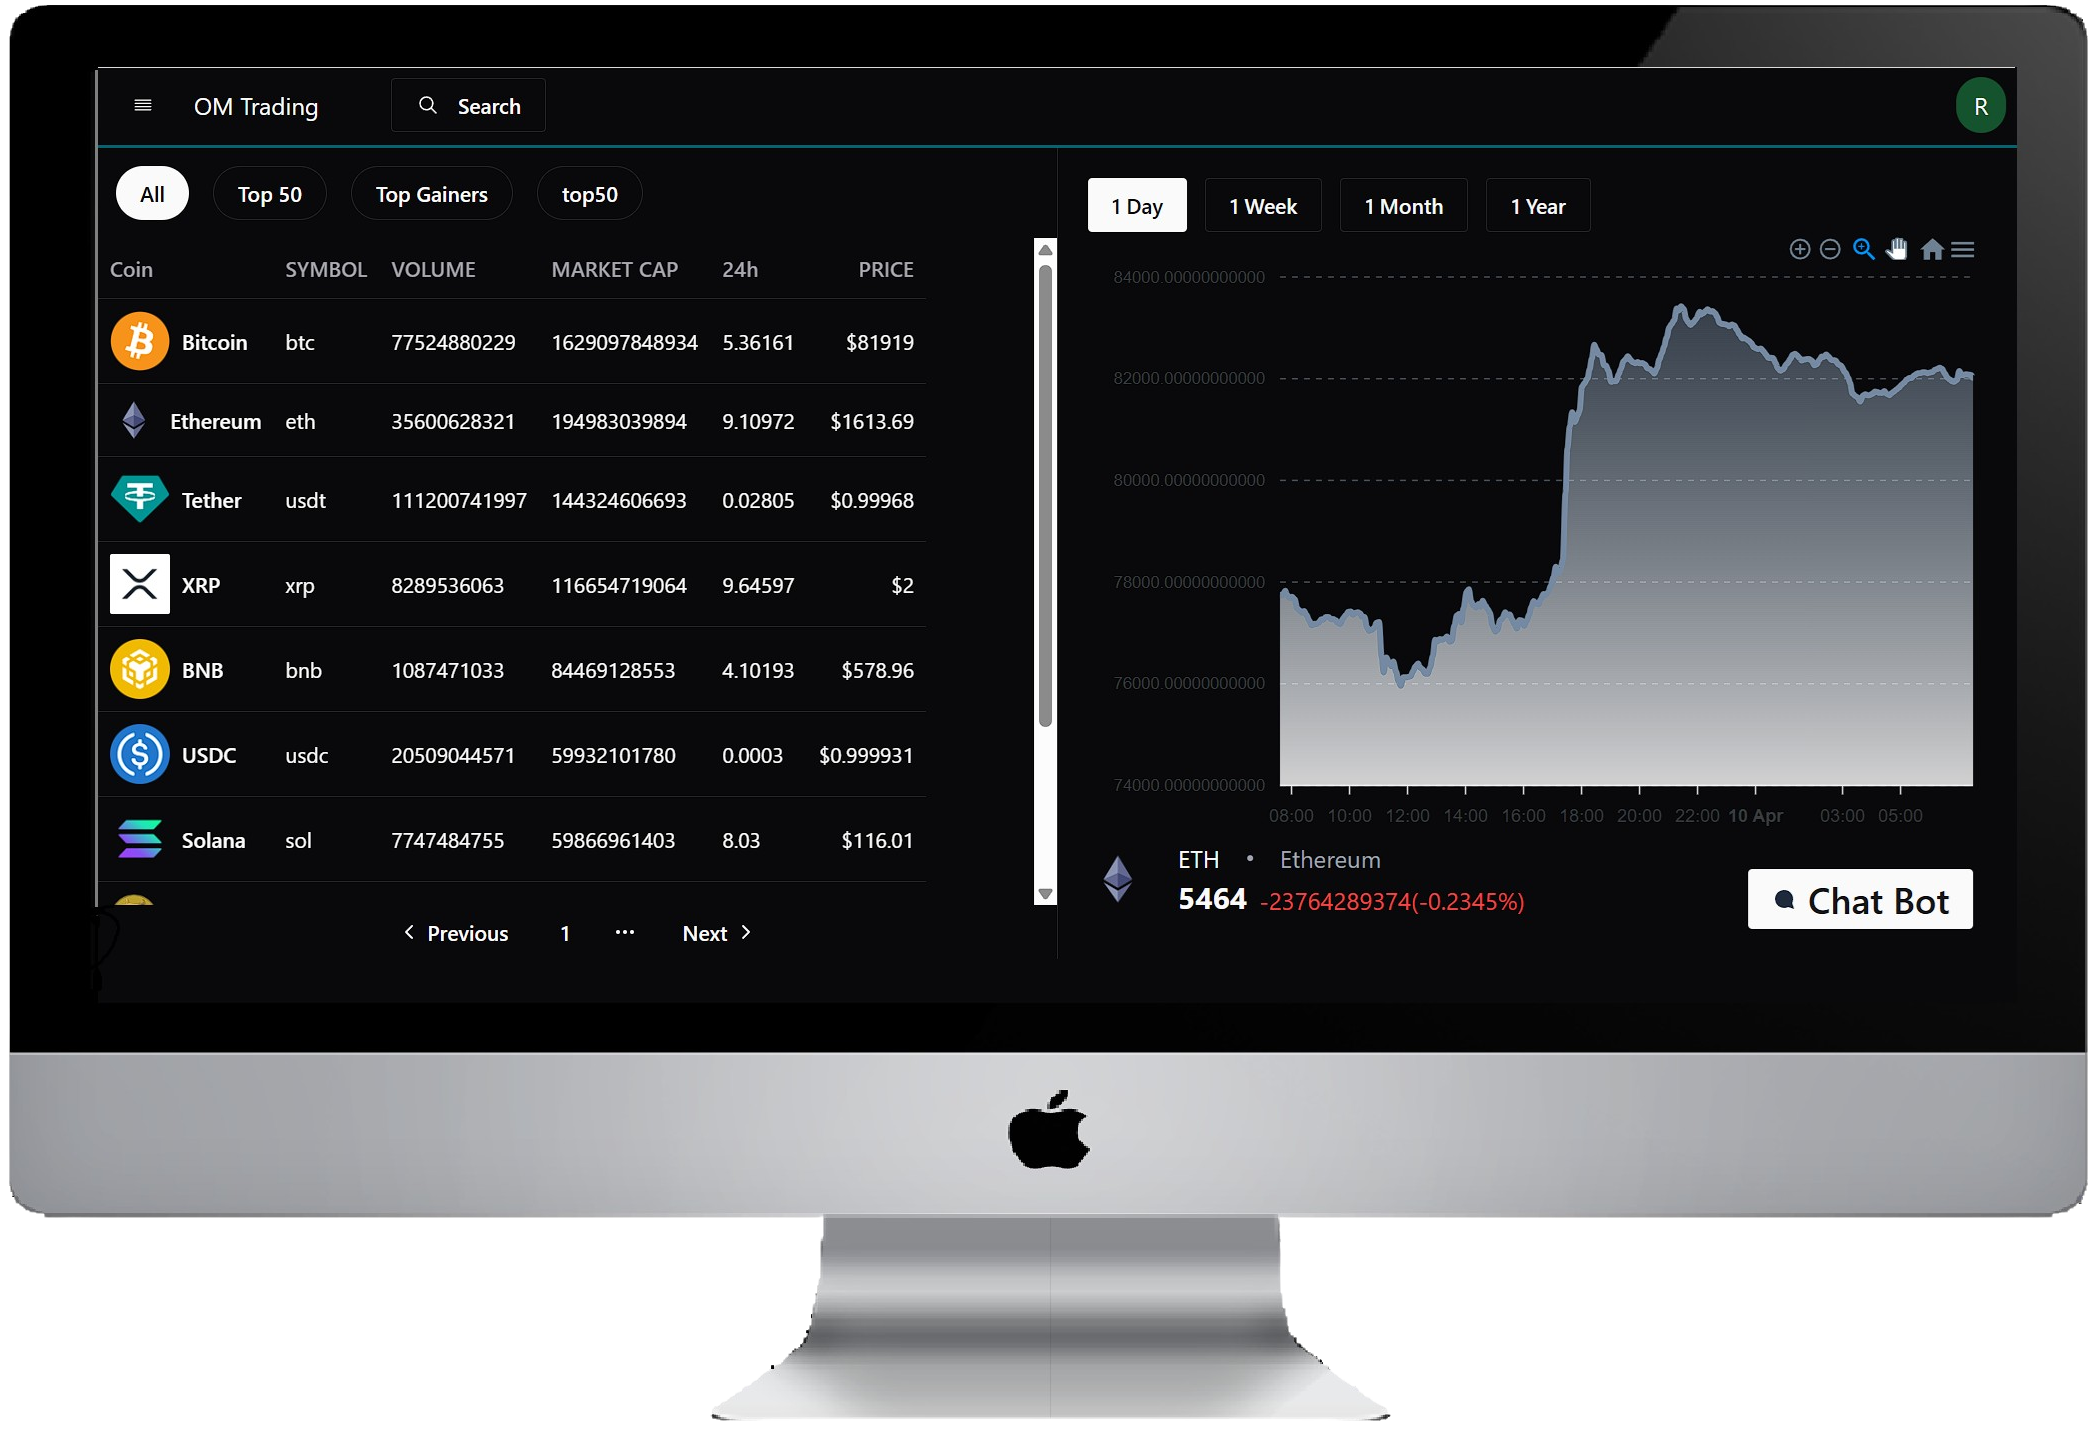 OM Trading
Search
R
All
Top 50
Top Gainers
top50
Coin SYMBOL VOLUME MARKET CAP 24h PRICE
Bitcoin btc 77524880229 1629097848934 5.36161 $81919
Ethereum eth 35600628321 194983039894 9.10972 $1613.69
Tether usdt 111200741997 144324606693 0.02805 $0.99968
XRP xrp 8289536063 116654719064 9.64597 $2
BNB bnb 1087471033 84469128553 4.10193 $578.96
USDC usdc 20509044571 59932101780 0.0003 $0.999931
Solana sol 7747484755 59866961403 8.03 $116.01
Previous 1 ••• Next
1 Day
1 Week
1 Month
1 Year
84000.00000000000
82000.00000000000
80000.00000000000
78000.00000000000
76000.00000000000
74000.00000000000
08:00 10:00 12:00 14:00 16:00 18:00 20:00 22:00 10 Apr 03:00 05:00
ETH • Ethereum
5464 -23764289374(-0.2345%)
Chat Bot